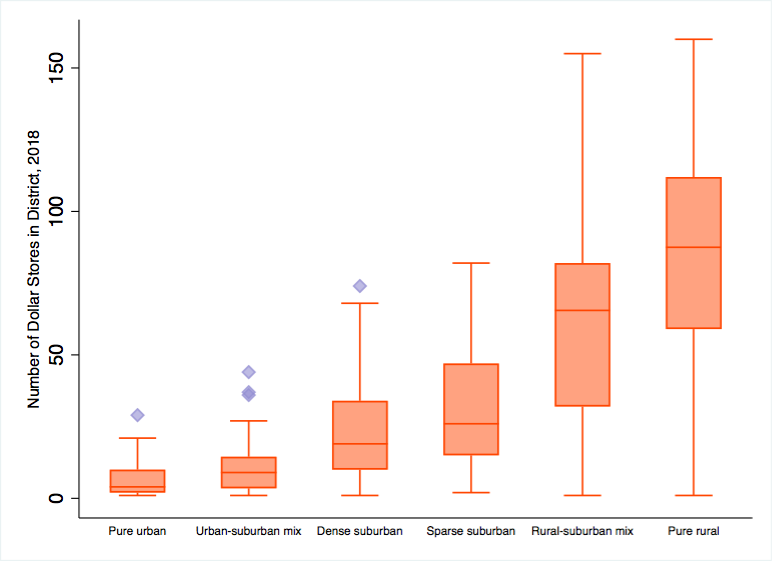 Number of Dollar Stores in District, 2018
150
100
50
0
Pure urban
Urban-suburban mix
Dense suburban
Sparse suburban
Rural-suburban mix
Pure rural